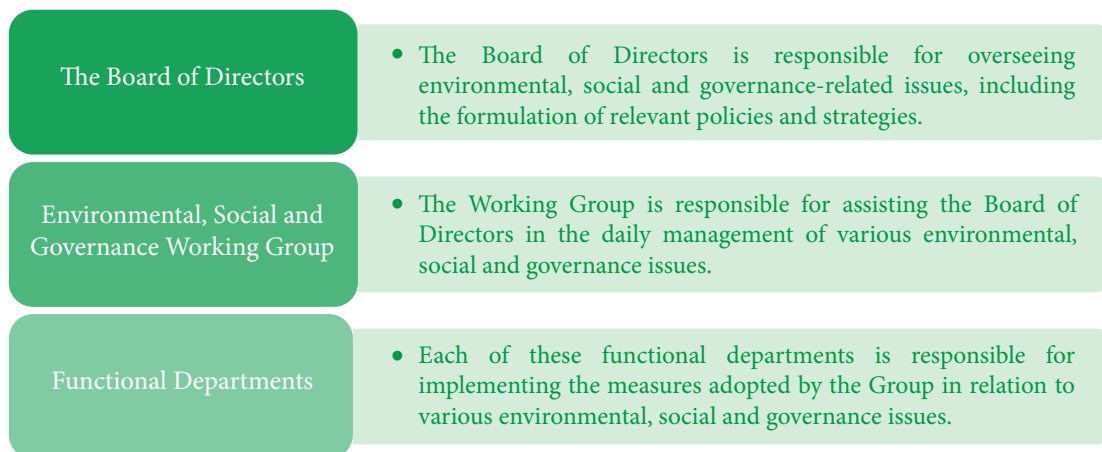 The Board of Directors
• The Board of Directors is responsible for overseeing
environmental, social and governance-related issues, including
the formulation of relevant policies and strategies.
Environmental, Social and
Governance Working Group
• The Working Group is responsible for assisting the Board of
Directors in the daily management of various environmental,
social and governance issues.
Functional Departments
• Each of these functional departments is responsible for
implementing the measures adopted by the Group in relation to
various environmental, social and governance issues.